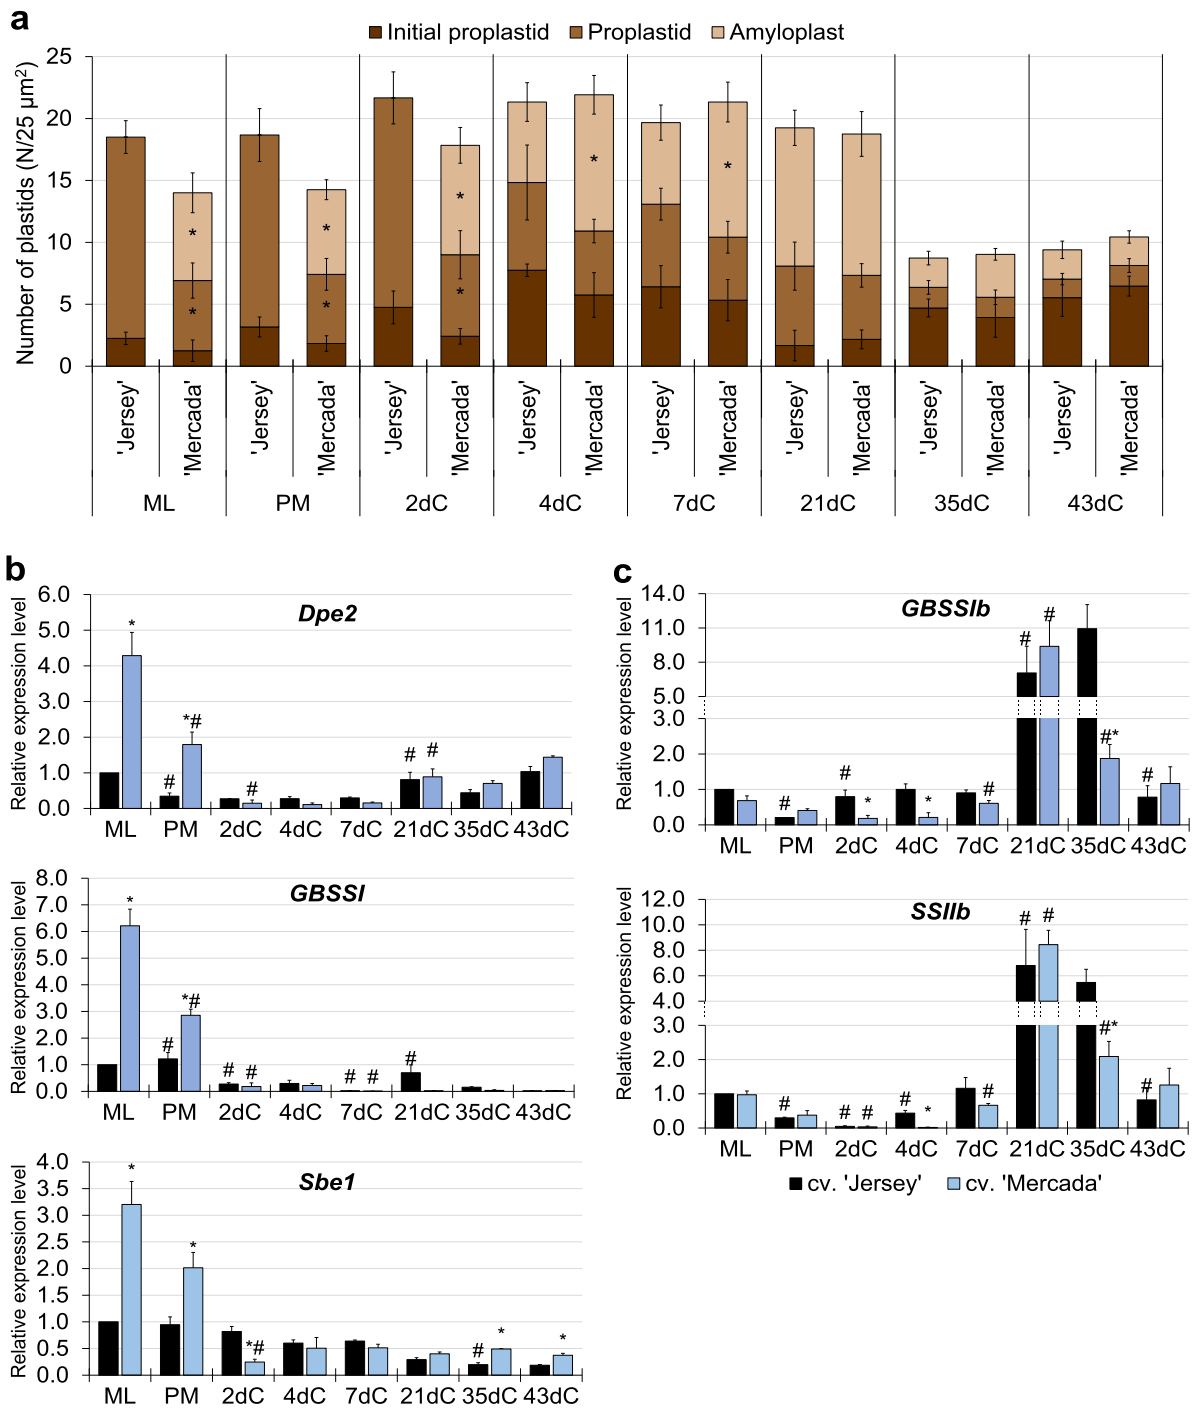 a
Initial proplastid Proplastid Amyloplast
Number of plastids (N/25 µm²)
25
20
15
10
5
0
* * * * * * * *
'Jersey' 'Mercada' 'Jersey' 'Mercada' 'Jersey' 'Mercada' 'Jersey' 'Mercada' 'Jersey' 'Mercada' 'Jersey' 'Mercada' 'Jersey' 'Mercada' 'Jersey' 'Mercada'
ML PM 2dC 4dC 7dC 21dC 35dC 43dC
b
Dpe2
Relative expression level
6.0
5.0
4.0
3.0
2.0
1.0
0.0
* # *# # # #
ML PM 2dC 4dC 7dC 21dC 35dC 43dC
GBSSI
Relative expression level
8.0
7.0
6.0
5.0
4.0
3.0
2.0
1.0
0.0
* # *# # # # # #
ML PM 2dC 4dC 7dC 21dC 35dC 43dC
Sbe1
Relative expression level
4.0
3.5
3.0
2.5
2.0
1.5
1.0
0.5
0.0
* * *# # * *
ML PM 2dC 4dC 7dC 21dC 35dC 43dC
c
GBSSIb
Relative expression level
14.0
11.0
8.0
5.0
3.0
2.0
1.0
0.0
# # * * # # # #* #
ML PM 2dC 4dC 7dC 21dC 35dC 43dC
SSIIb
Relative expression level
12.0
10.0
8.0
6.0
4.0
3.0
2.0
1.0
0.0
# # # # * # # # #* #
ML PM 2dC 4dC 7dC 21dC 35dC 43dC
cv. 'Jersey' cv. 'Mercada'